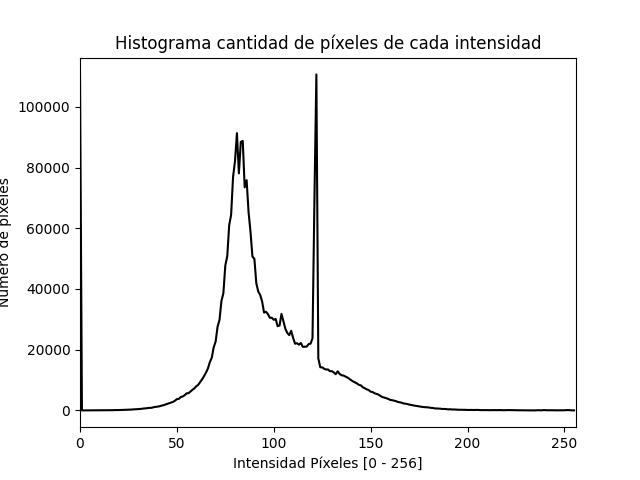 Histograma cantidad de píxeles de cada intensidad
Número de píxeles
100000
80000
60000
40000
20000
0
0 50 100 150 200 250
Intensidad Píxeles [0 - 256]